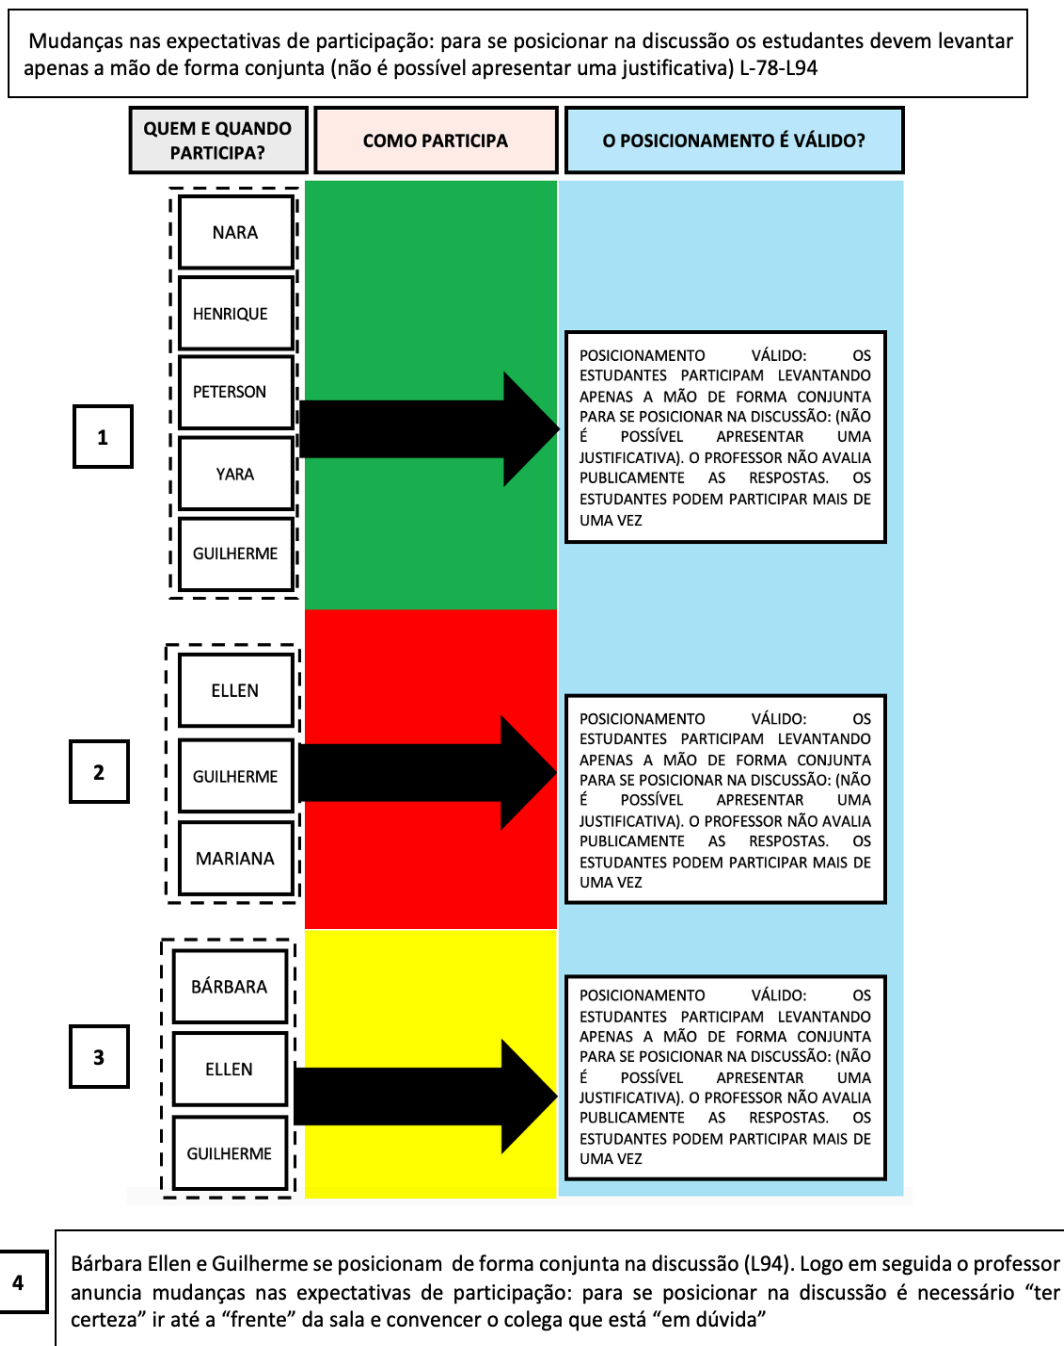 Mudanças nas expectativas de participação: para se posicionar na discussão os estudantes devem levantar
apenas a mão de forma conjunta (não é possível apresentar uma justificativa) L-78-L94
QUEM E QUANDO
PARTICIPA?
COMO PARTICIPA
O POSICIONAMENTO É VÁLIDO?
1
NARA
HENRIQUE
PETERSON
YARA
GUILHERME
POSICIONAMENTO VÁLIDO: OS
ESTUDANTES PARTICIPAM LEVANTANDO
APENAS A MÃO DE FORMA CONJUNTA
PARA SE POSICIONAR NA DISCUSSÃO: (NÃO
É POSSÍVEL APRESENTAR UMA
JUSTIFICATIVA). O PROFESSOR NÃO AVALIA
PUBLICAMENTE AS RESPOSTAS. OS
ESTUDANTES PODEM PARTICIPAR MAIS DE
UMA VEZ
2
ELLEN
GUILHERME
MARIANA
POSICIONAMENTO VÁLIDO: OS
ESTUDANTES PARTICIPAM LEVANTANDO
APENAS A MÃO DE FORMA CONJUNTA
PARA SE POSICIONAR NA DISCUSSÃO: (NÃO
É POSSÍVEL APRESENTAR UMA
JUSTIFICATIVA). O PROFESSOR NÃO AVALIA
PUBLICAMENTE AS RESPOSTAS. OS
ESTUDANTES PODEM PARTICIPAR MAIS DE
UMA VEZ
3
BÁRBARA
ELLEN
GUILHERME
POSICIONAMENTO VÁLIDO: OS
ESTUDANTES PARTICIPAM LEVANTANDO
APENAS A MÃO DE FORMA CONJUNTA
PARA SE POSICIONAR NA DISCUSSÃO: (NÃO
É POSSÍVEL APRESENTAR UMA
JUSTIFICATIVA). O PROFESSOR NÃO AVALIA
PUBLICAMENTE AS RESPOSTAS. OS
ESTUDANTES PODEM PARTICIPAR MAIS DE
UMA VEZ
4
Bárbara Ellen e Guilherme se posicionam de forma conjunta na discussão (L94). Logo em seguida o professor
anuncia mudanças nas expectativas de participação: para se posicionar na discussão é necessário “ter
certeza” ir até a “frente” da sala e convencer o colega que está “em dúvida”